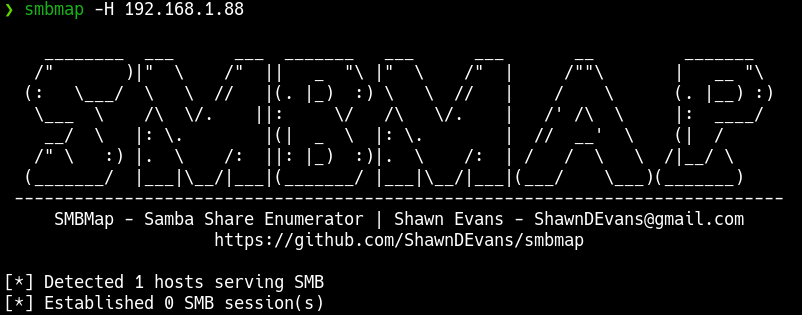 ❯ smbmap -H 192.168.1.88
SMBMap - Samba Share Enumerator | Shawn Evans - ShawnDEvans@gmail.com
https://github.com/ShawnDEvans/smbmap
[*] Detected 1 hosts serving SMB
[*] Established 0 SMB session(s)